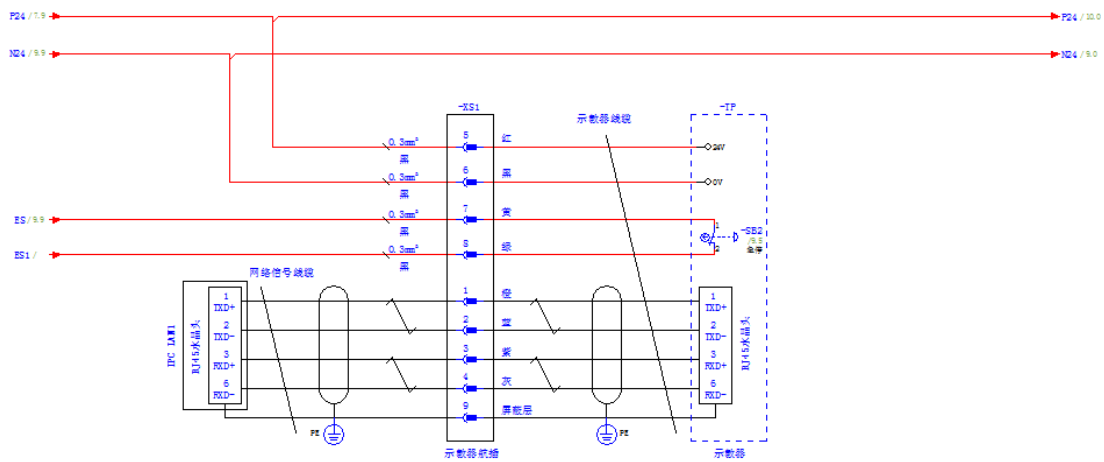 P24 /7.9
P24 /10.0
N24 /9.9
N24 /9.0
-XS1
-TP
示教器线缆
0.3mm²
黑
5
红
24V
0.3mm²
黑
6
黑
0V
ES /9.9
0.3mm²
黑
7
黄
1
-SB2
/9.5
急停
2
ES1 /
0.3mm²
黑
8
绿
网络信号线缆
IPC LAN1
RJ45水晶头
1
TXD+
1
橙
1
TXD+
2
TXD-
2
蓝
2
TXD-
3
RXD+
3
紫
3
RXD+
6
RXD-
4
灰
6
RXD-
RJ45水晶头
9
屏蔽层
PE
PE
示教器航插
示教器